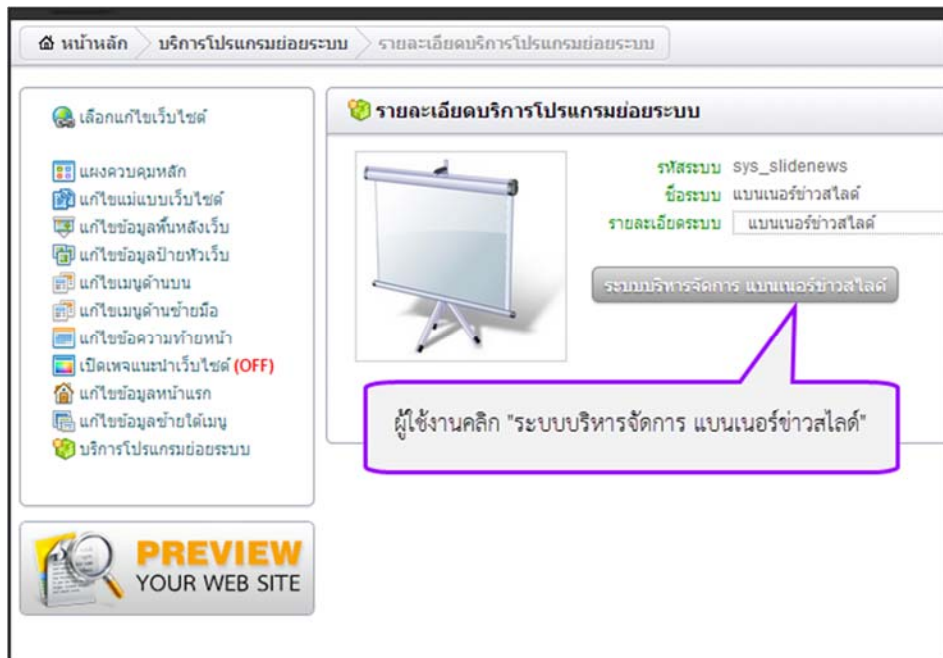 หน้าหลัก บริการโปรแกรมย่อยระบบ รายละเอียดบริการโปรแกรมย่อยระบบ
เลือกแก้ไขเว็บไซต์
แผงควบคุมหลัก
แก้ไขแม่แบบเว็บไซต์
แก้ไขข้อมูลพื้นหลังเว็บ
แก้ไขข้อมูลป้ายหัวเว็บ
แก้ไขเมนูด้านบน
แก้ไขเมนูด้านซ้ายมือ
แก้ไขข้อความท้ายหน้า
เปิดเพจแนะนำเว็บไซต์ (OFF)
แก้ไขข้อมูลหน้าแรก
แก้ไขข้อมูลซ้ายใต้เมนู
บริการโปรแกรมย่อยระบบ
PREVIEW
YOUR WEB SITE
รายละเอียดบริการโปรแกรมย่อยระบบ
รหัสระบบ sys_slidenews
ชื่อระบบ แบนเนอร์ข่าวสไลด์
รายละเอียดระบบ แบนเนอร์ข่าวสไลด์
ระบบบริหารจัดการ แบนเนอร์ข่าวสไลด์
ผู้ใช้งานคลิก "ระบบบริหารจัดการ แบนเนอร์ข่าวสไลด์"